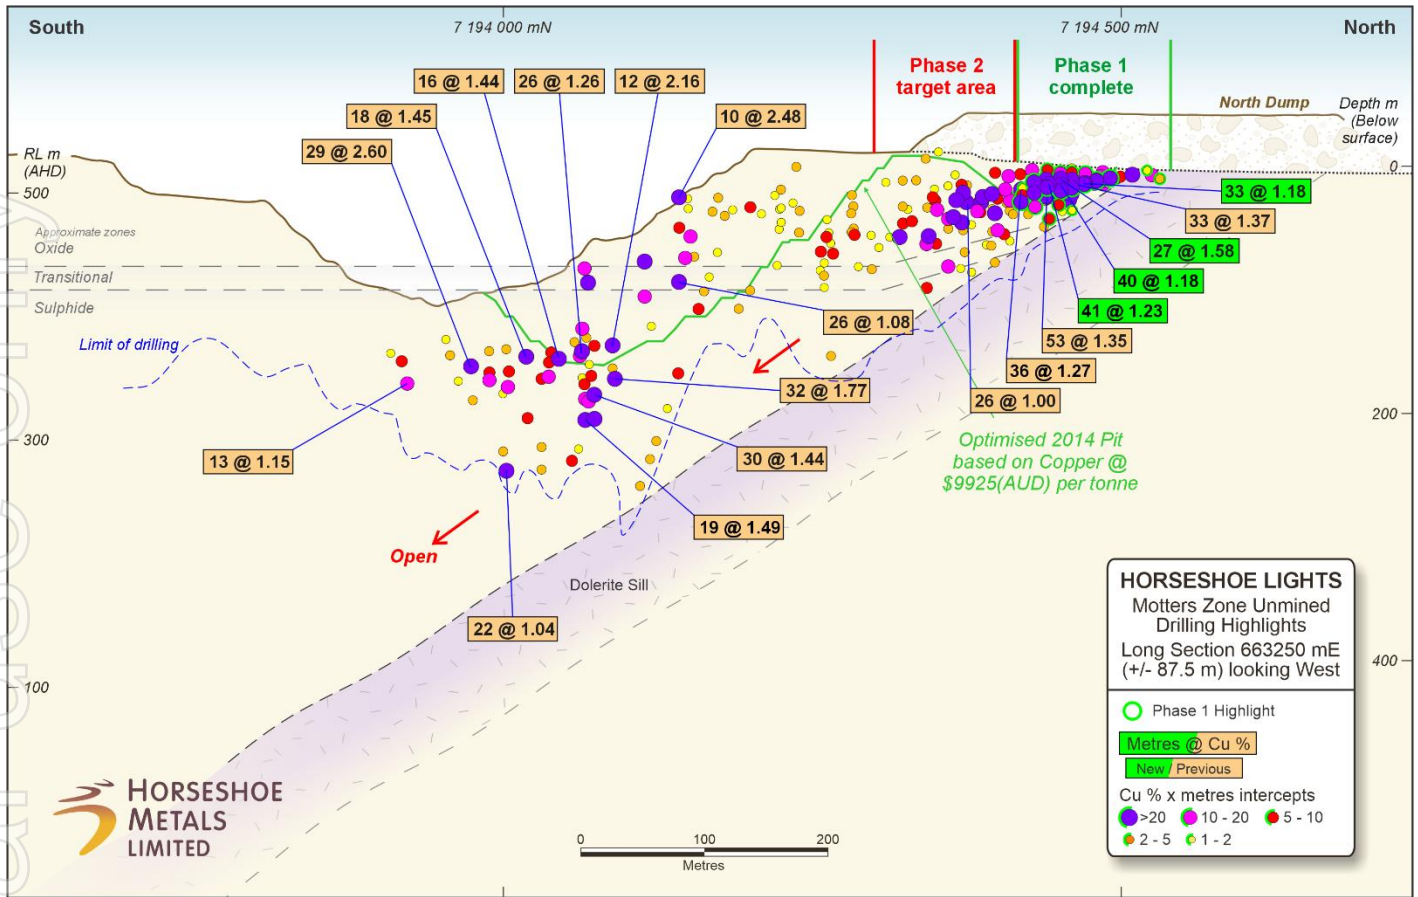 South
7 194 000 mN
7 194 500 mN
North
Phase 2
target area
Phase 1
complete
North Dump
Depth m
(Below
surface)
16 @ 1.44
26 @ 1.26
12 @ 2.16
18 @ 1.45
10 @ 2.48
29 @ 2.60
RL m
(AHD)
0
500
33 @ 1.18
33 @ 1.37
Approximate zones
Oxide
27 @ 1.58
Transitional
40 @ 1.18
Sulphide
41 @ 1.23
26 @ 1.08
53 @ 1.35
Limit of drilling
36 @ 1.27
32 @ 1.77
26 @ 1.00
200
300
Optimised 2014 Pit
based on Copper @
$9925(AUD) per tonne
13 @ 1.15
30 @ 1.44
19 @ 1.49
Open
Dolerite Sill
22 @ 1.04
400
100
HORSESHOE LIGHTS
Motters Zone Unmined
Drilling Highlights
Long Section 663250 mE
(+/- 87.5 m) looking West
Phase 1 Highlight
Metres @ Cu %
New / Previous
Cu % x metres intercepts
>20
10 - 20
5 - 10
2 - 5
1 - 2
HORSESHOE
METALS
LIMITED
0
100
200
Metres